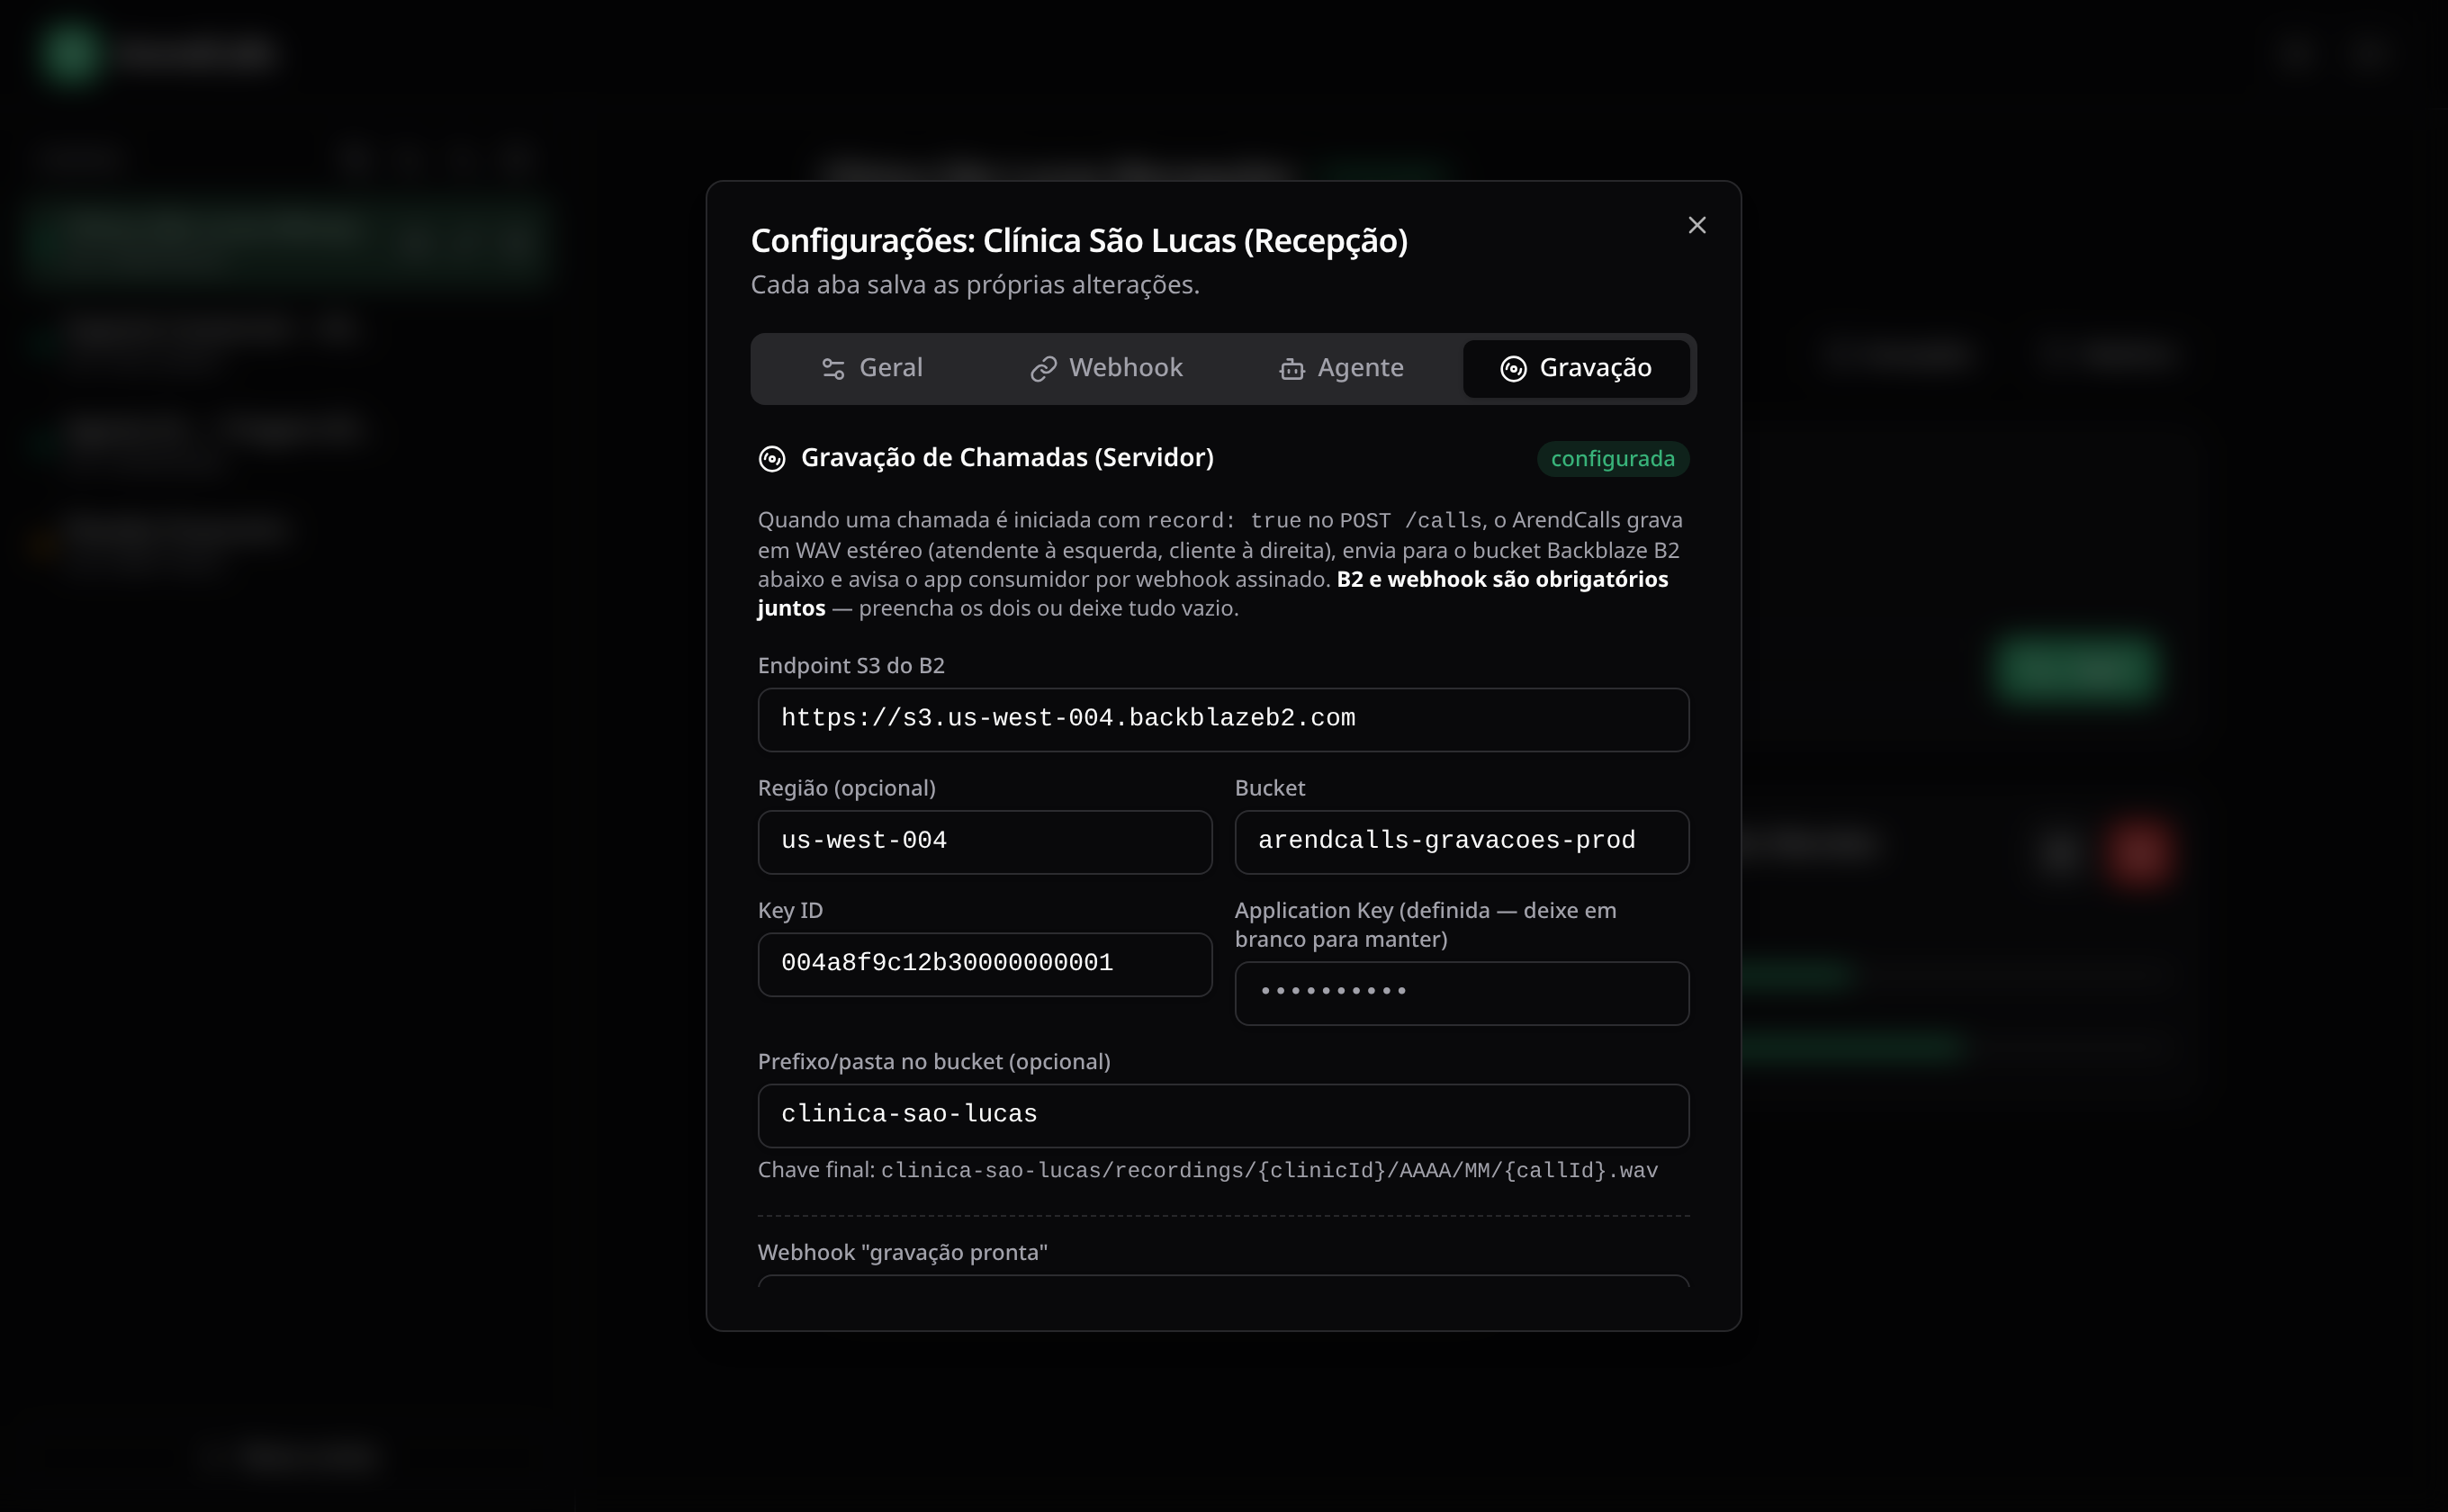 Configurações: Clínica São Lucas (Recepção)
Cada aba salva as próprias alterações.
Geral
Webhook
Agente
Gravação
Gravação de Chamadas (Servidor)
configurada
Quando uma chamada é iniciada com record: true no POST /calls, o ArendCalls grava
em WAV estéreo (atendente à esquerda, cliente à direita), envia para o bucket Backblaze B2
abaixo e avisa o app consumidor por webhook assinado. B2 e webhook são obrigatórios
juntos — preencha os dois ou deixe tudo vazio.
Endpoint S3 do B2
https://s3.us-west-004.backblazeb2.com
Região (opcional)
Bucket
us-west-004
arendcalls-gravacoes-prod
Key ID
Application Key (definida — deixe em
branco para manter)
004a8f9c12b30000000001
••••••••••
Prefixo/pasta no bucket (opcional)
clinica-sao-lucas
Chave final: clinica-sao-lucas/recordings/{clinicId}/AAAA/MM/{callId}.wav
Webhook "gravação pronta"